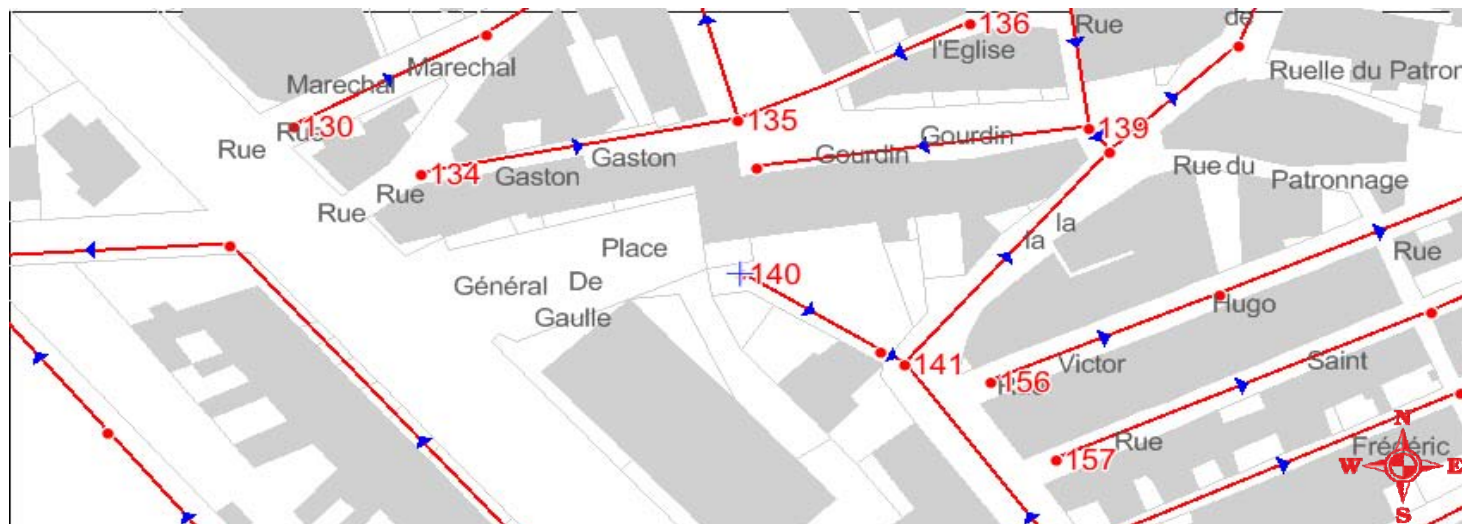 136
Rue
de
l'Eglise
Marechal
Marechal
Ruelle du Patron
130
Rue
Rue
135
139
Gourdin
Gourdin
Gaston
Gaston
134
Rue
Rue
Rue du
Patronnage
la
la
Place
Rue
140
Général
De
Gaulle
Hugo
Victor
141
156
Saint
Rue
157
Frédéric
N
W
E
S